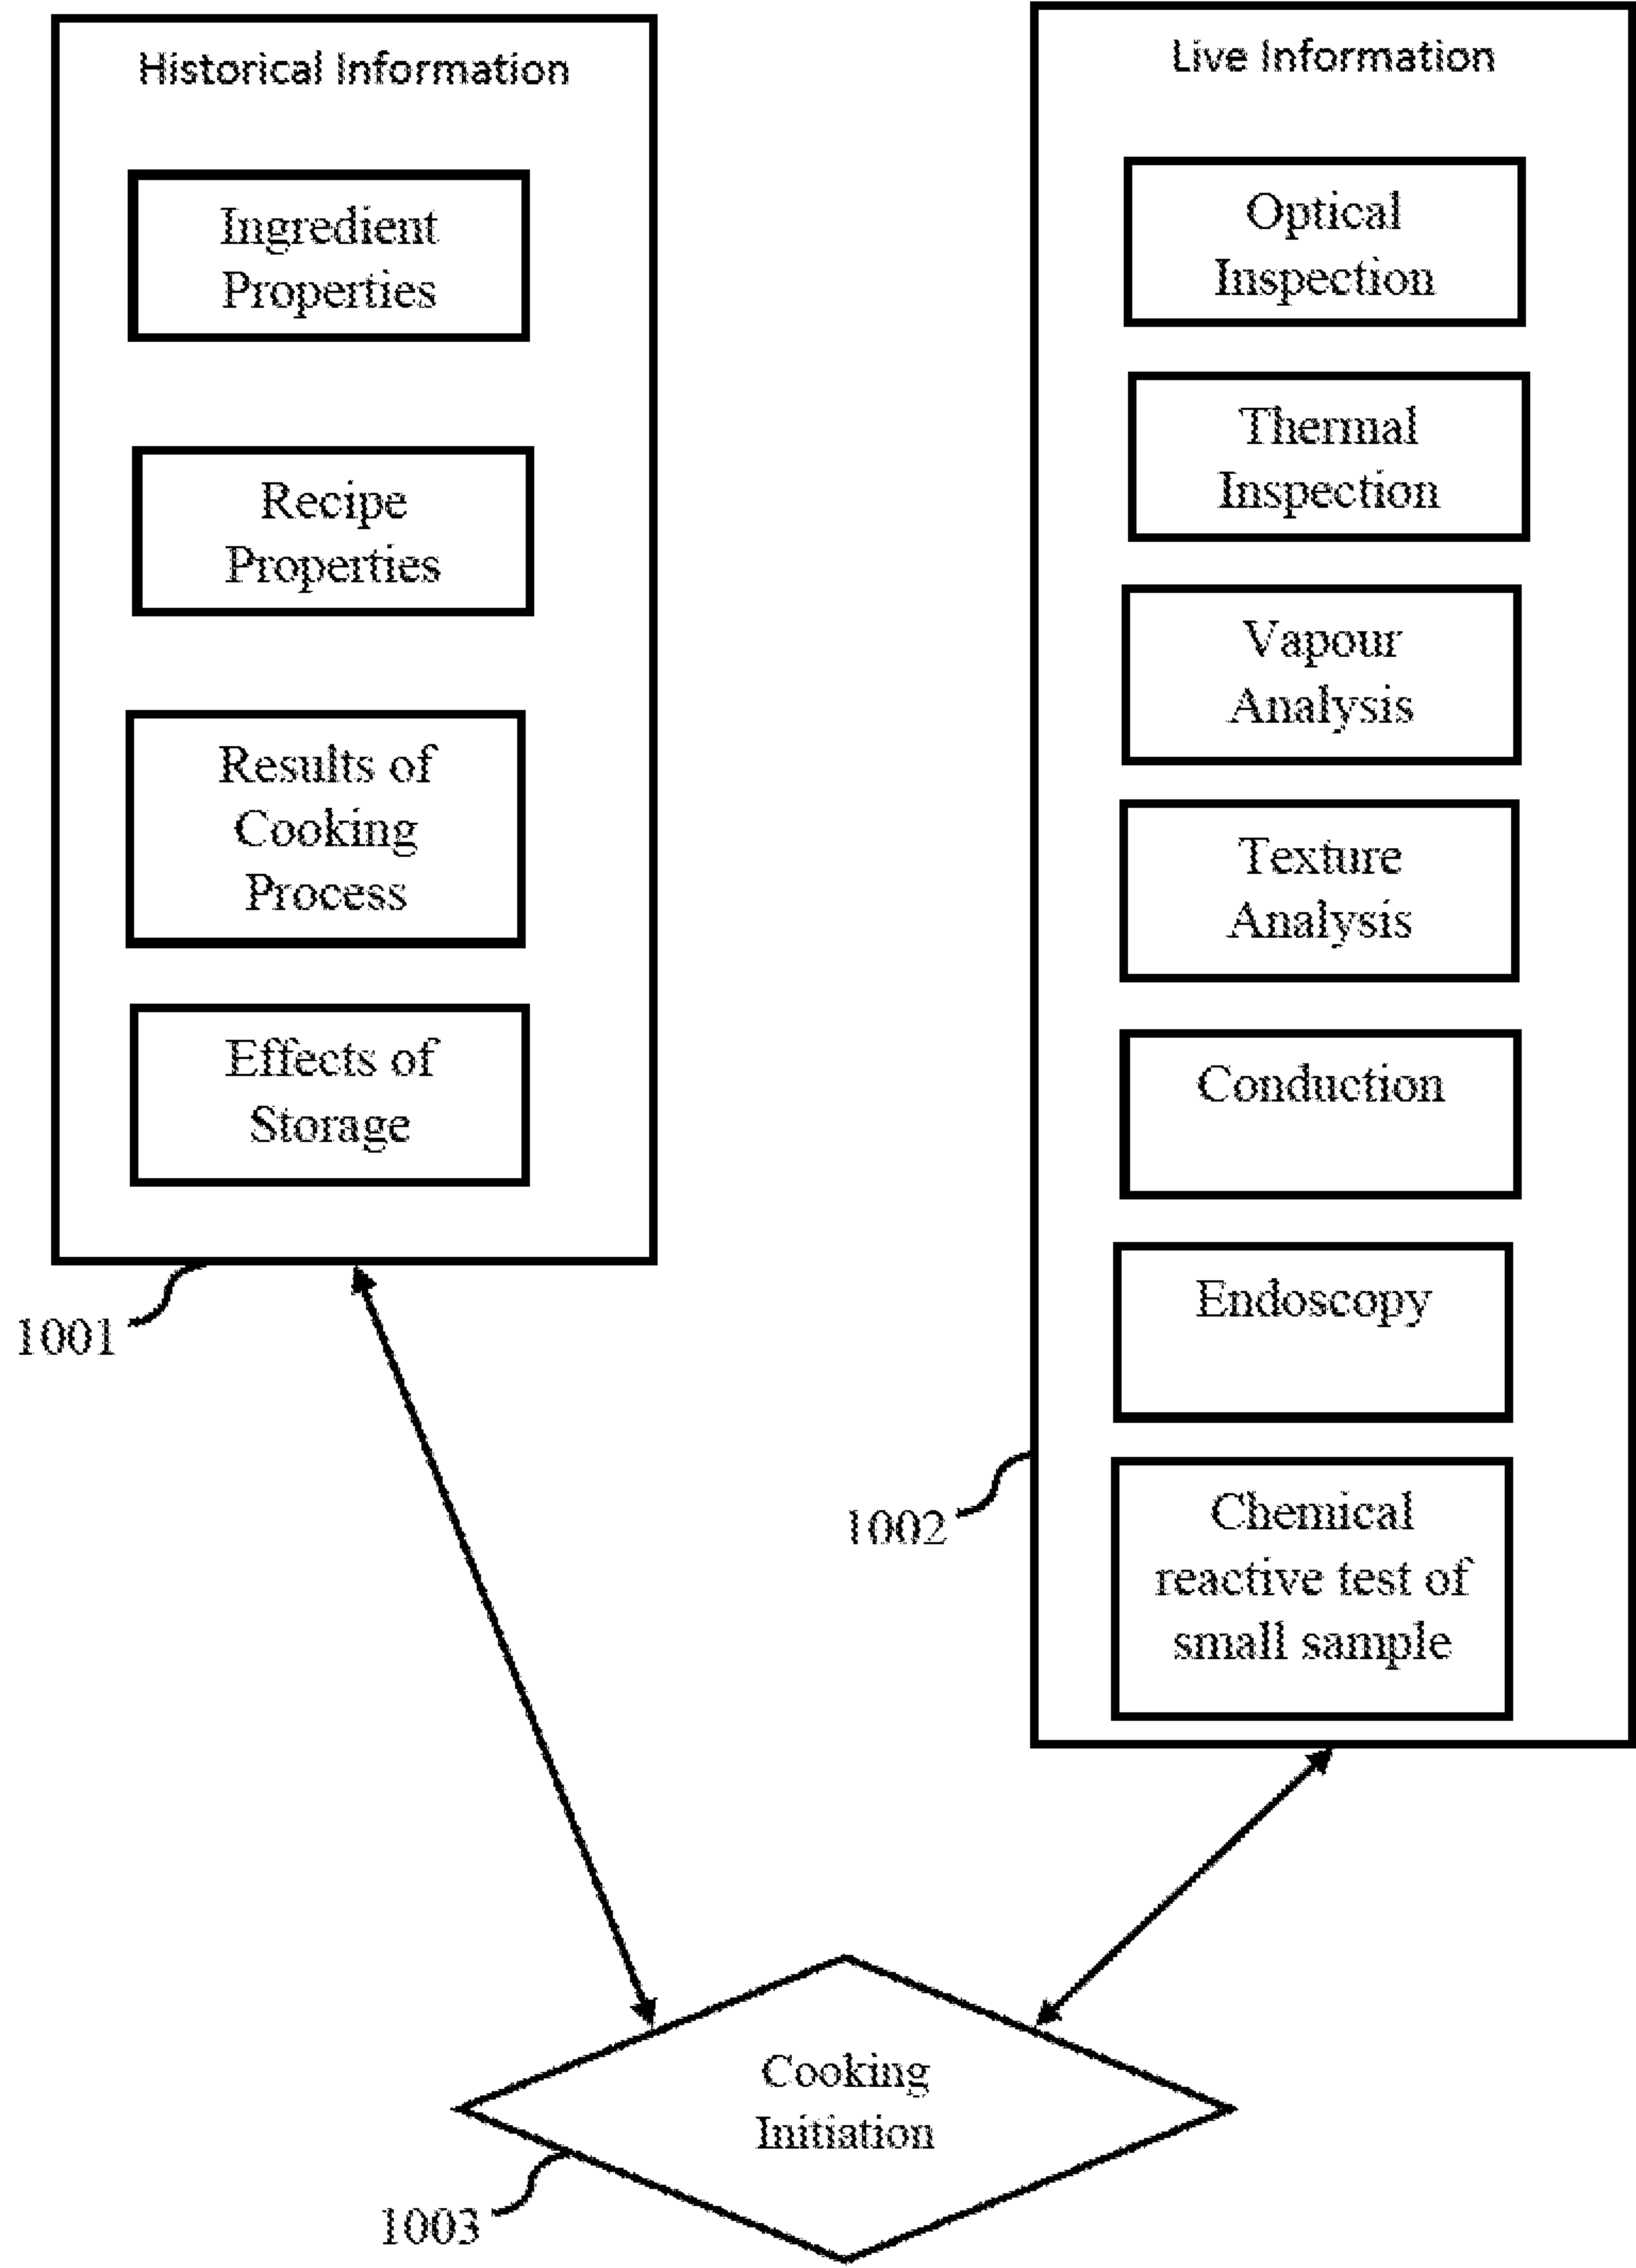 Historical Information
Ingredient
Properties
Recipe
Properties
Results of
Cooking
Process
Effects of
Storage
1001
Live Information
Optical
Inspection
Thermal
Inspection
Vapour
Analysis
Texture
Analysis
Conduction
Endoscopy
Chemical
reactive test of
small sample
1002
Cooking
Initiation
1003